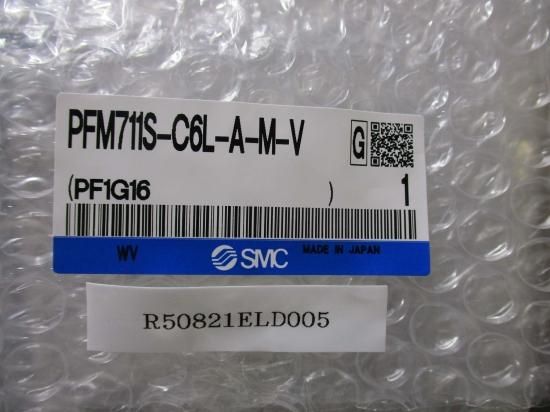 PFM711S-C6L-A-M-V G
(PF1G16 ) 1
WV SMC MADE IN JAPAN
R50821ELD005